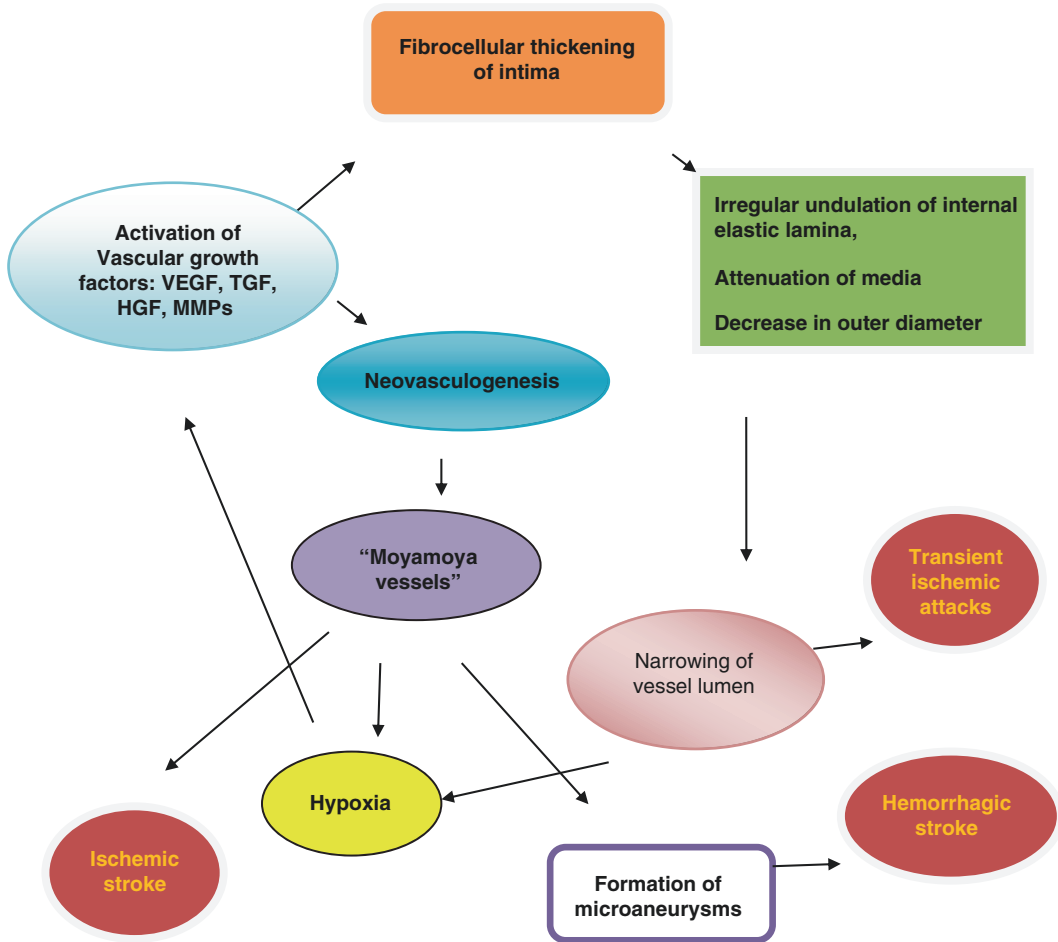 Fibrocellular thickening
of intima
Activation of
Vascular growth
factors: VEGF, TGF,
HGF, MMPs
Irregular undulation of internal
elastic lamina,
Attenuation of media
Decrease in outer diameter
Neovasculogenesis
“Moyamoya
vessels”
Transient
ischemic
attacks
Narrowing of
vessel lumen
Hypoxia
Hemorrhagic
stroke
Ischemic
stroke
Formation of
microaneurysms